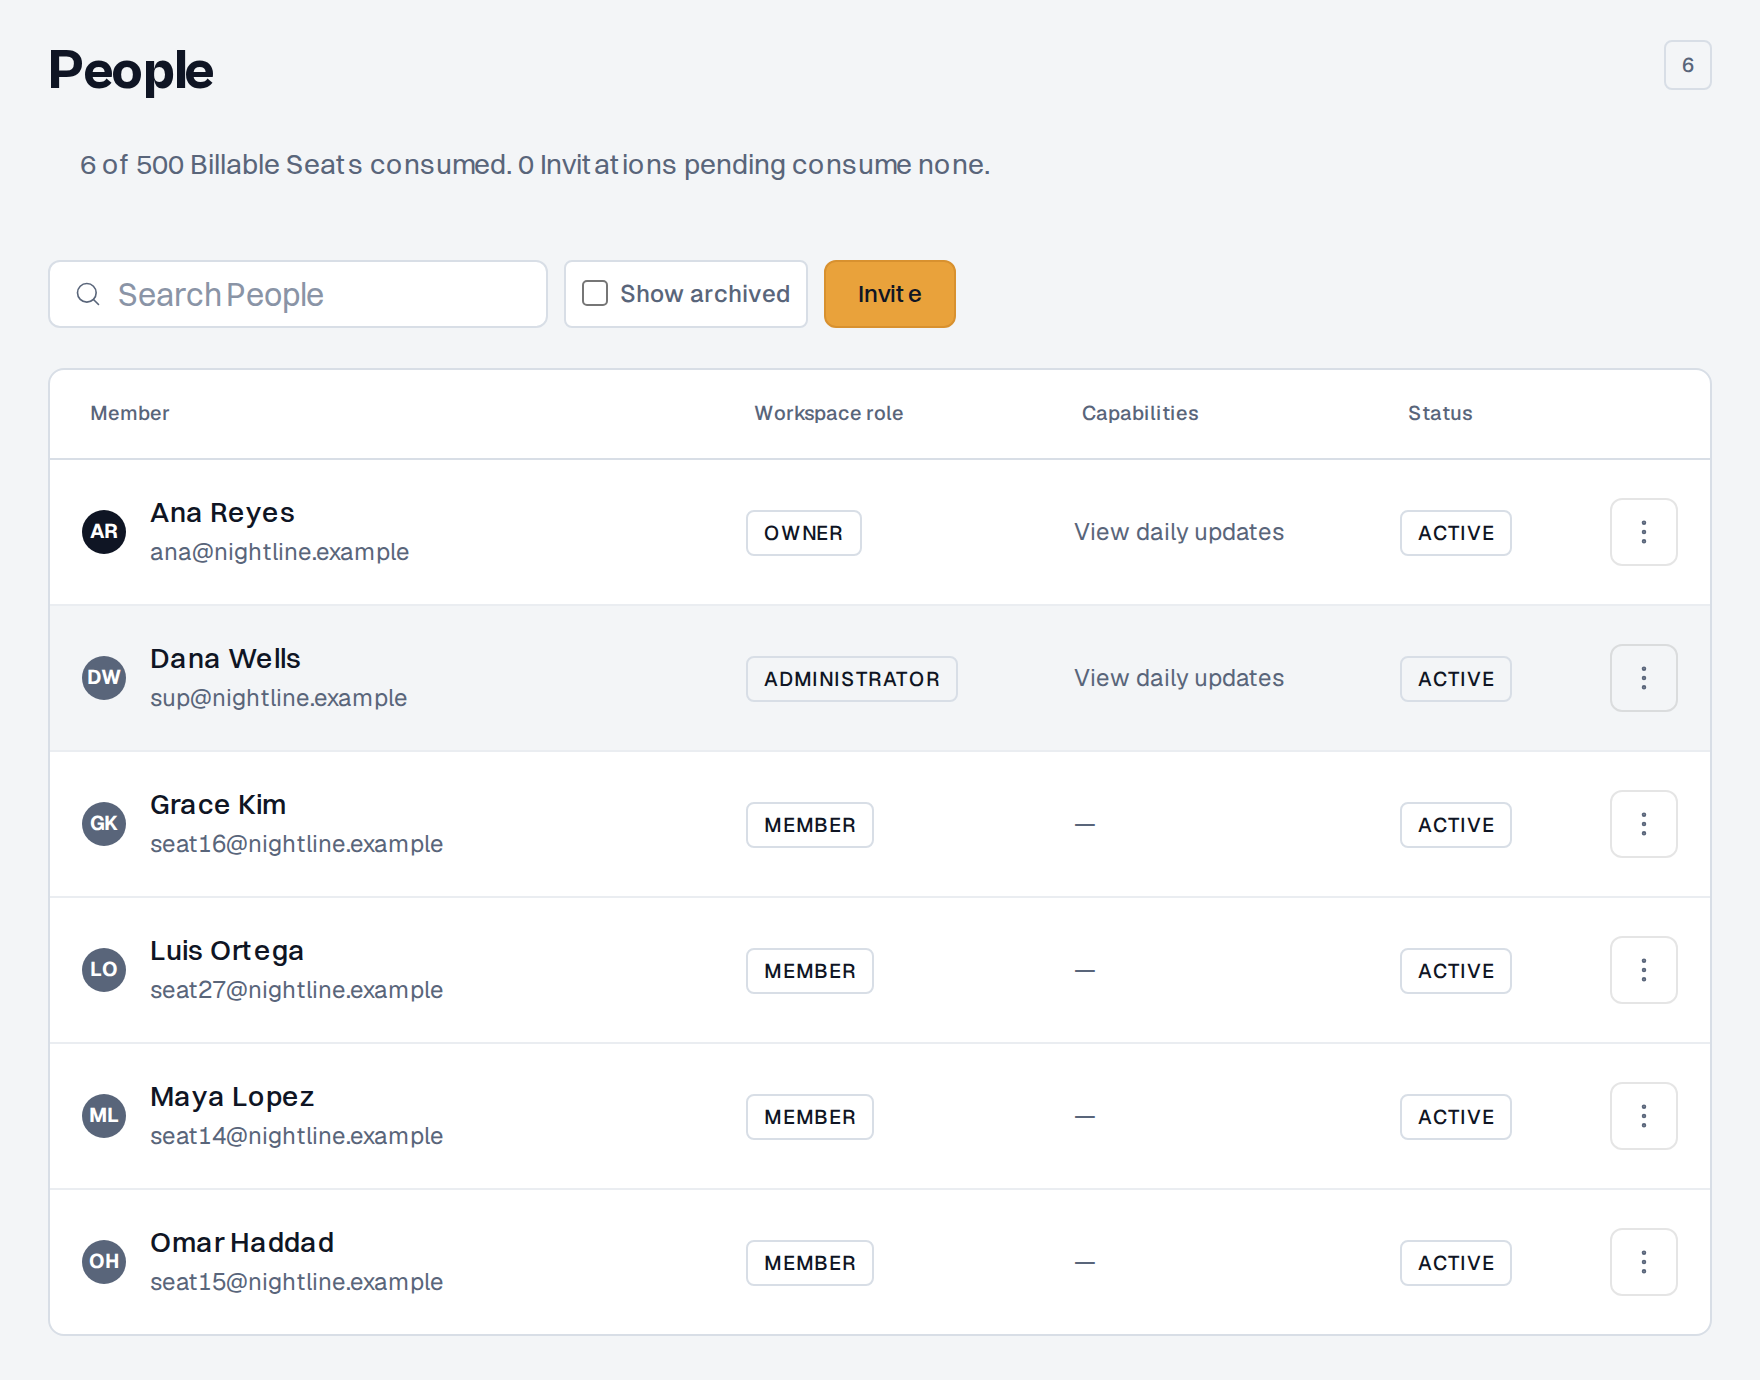 People
6
6 of 500 Billable Seats consumed. 0 Invitations pending consume none.
Search People
Show archived
Invite
Member
Workspace role
Capabilities
Status
AR
Ana Reyes
ana@nightline.example
OWNER
View daily updates
ACTIVE
DW
Dana Wells
sup@nightline.example
ADMINISTRATOR
View daily updates
ACTIVE
GK
Grace Kim
seat16@nightline.example
MEMBER
—
ACTIVE
LO
Luis Ortega
seat27@nightline.example
MEMBER
—
ACTIVE
ML
Maya Lopez
seat14@nightline.example
MEMBER
—
ACTIVE
OH
Omar Haddad
seat15@nightline.example
MEMBER
—
ACTIVE